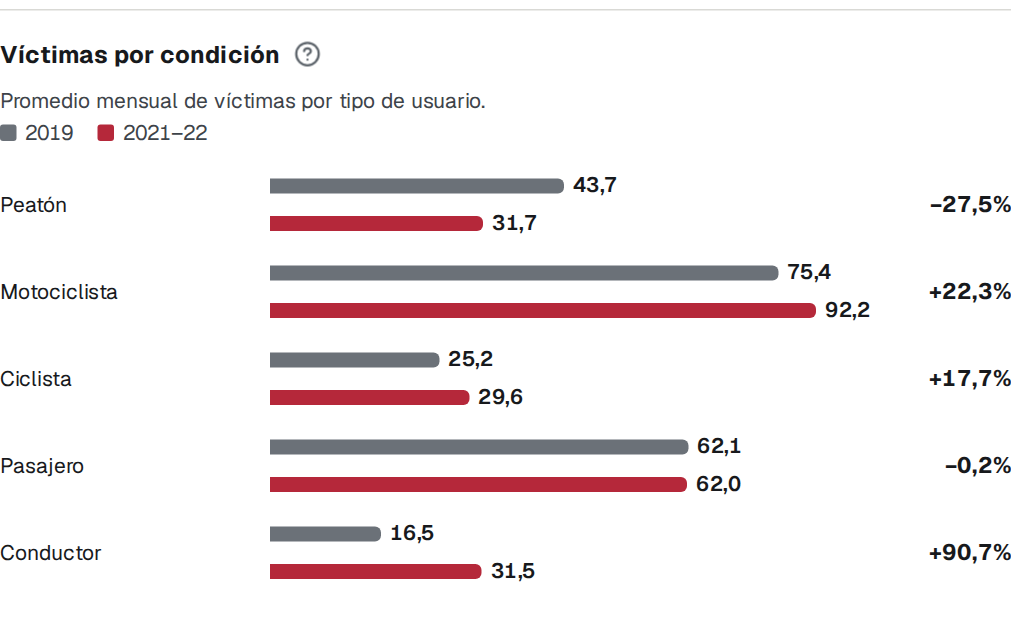 Víctimas por condición ?
Promedio mensual de víctimas por tipo de usuario.
2019 2021–22
43,7
Peatón –27,5%
31,7
75,4
Motociclista +22,3%
92,2
25,2
Ciclista +17,7%
29,6
62,1
Pasajero –0,2%
62,0
16,5
Conductor +90,7%
31,5